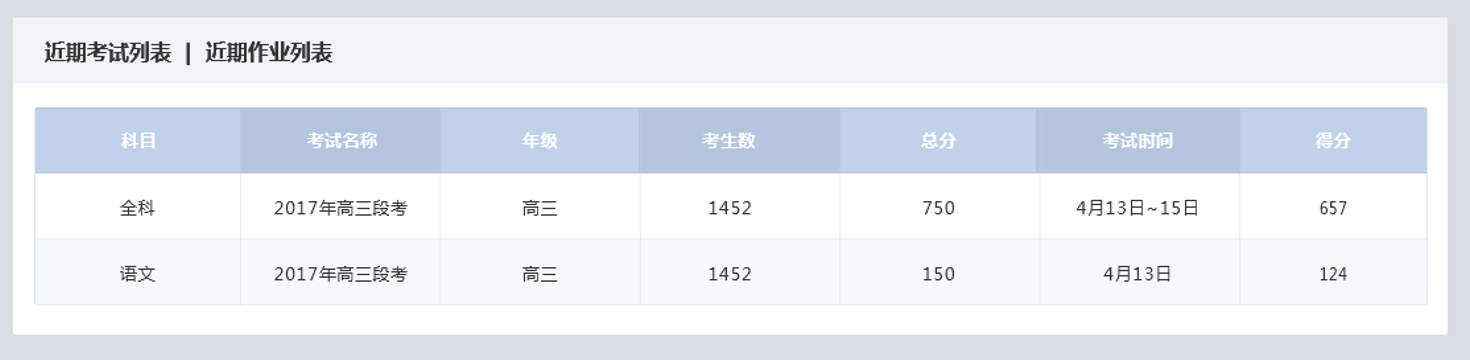 近期考试列表 | 近期作业列表
科目 考试名称 年级 考生数 总分 考试时间 得分
全科 2017年高三段考 高三 1452 750 4月13日~15日 657
语文 2017年高三段考 高三 1452 150 4月13日 124